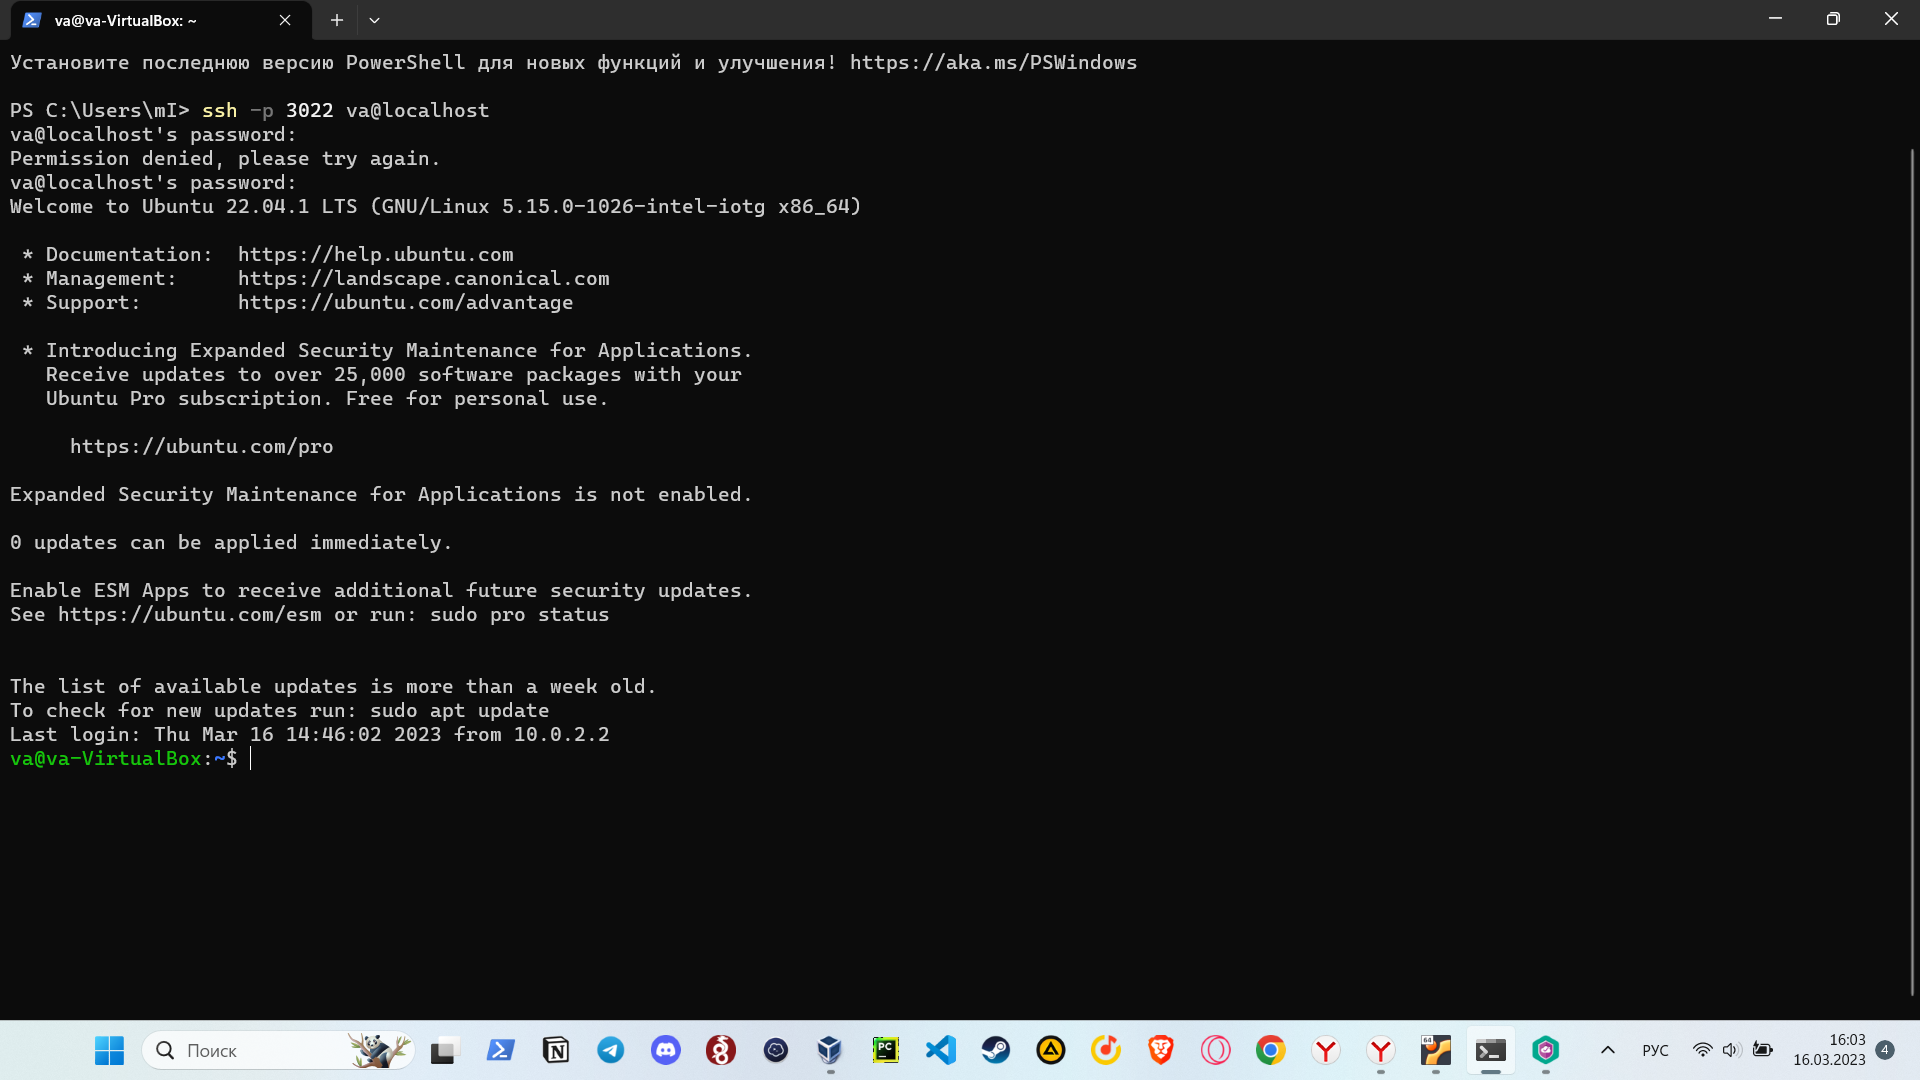 va@va-VirtualBox: ~
Установите последнюю версию PowerShell для новых функций и улучшения! https://aka.ms/PSWindows
PS C:\Users\mI> ssh -p 3022 va@localhost
va@localhost's password:
Permission denied, please try again.
va@localhost's password:
Welcome to Ubuntu 22.04.1 LTS (GNU/Linux 5.15.0-1026-intel-iotg x86_64)
* Documentation:  https://help.ubuntu.com
* Management:     https://landscape.canonical.com
* Support:        https://ubuntu.com/advantage
* Introducing Expanded Security Maintenance for Applications.
Receive updates to over 25,000 software packages with your
Ubuntu Pro subscription. Free for personal use.
https://ubuntu.com/pro
Expanded Security Maintenance for Applications is not enabled.
0 updates can be applied immediately.
Enable ESM Apps to receive additional future security updates.
See https://ubuntu.com/esm or run: sudo pro status
The list of available updates is more than a week old.
To check for new updates run: sudo apt update
Last login: Thu Mar 16 14:46:02 2023 from 10.0.2.2
va@va-VirtualBox:~$
Поиск
PC
64
РУС
16:03
16.03.2023
4